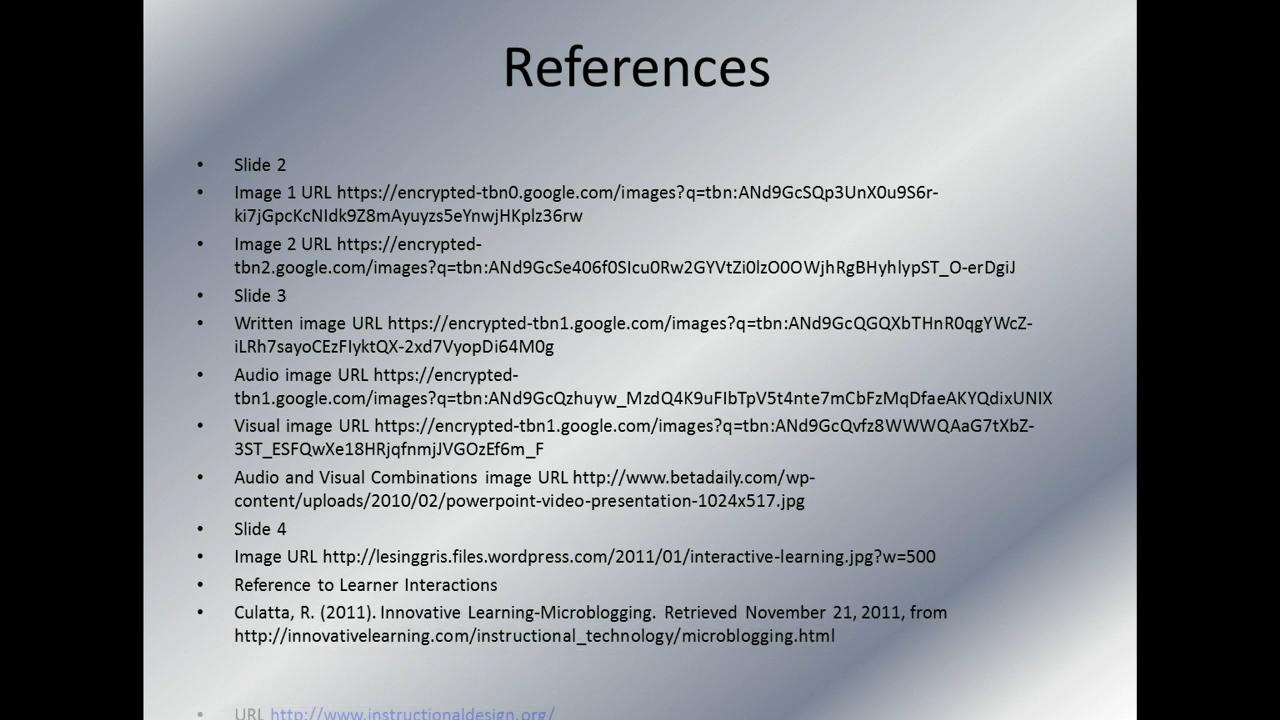 References
• Slide 2
• Image 1 URL https://encrypted-tbn0.google.com/images?q=tbn:ANd9GcSQp3UnX0u9S6r-
ki7jGpcKcNIdk9Z8mAyuyzs5eYnwjHKplz36rw
• Image 2 URL https://encrypted-
tbn2.google.com/images?q=tbn:ANd9GcSe406f0SIcu0Rw2GYVtZi0lzO0OWjhRgBHyhlypST_O-erDgiJ
• Slide 3
• Written image URL https://encrypted-tbn1.google.com/images?q=tbn:ANd9GcQGQXbTHnR0qgYWcZ-
iLRh7sayoCEzFIyktQX-2xd7VyopDi64M0g
• Audio image URL https://encrypted-
tbn1.google.com/images?q=tbn:ANd9GcQzhuyw_MzdQ4K9uFIbTpV5t4nte7mCbFzMqDfaeAKYQdixUNIX
• Visual image URL https://encrypted-tbn1.google.com/images?q=tbn:ANd9GcQvfz8WWWQAaG7tXbZ-
3ST_ESFQwXe18HRjqfnmjJVGOzEf6m_F
• Audio and Visual Combinations image URL http://www.betadaily.com/wp-
content/uploads/2010/02/powerpoint-video-presentation-1024x517.jpg
• Slide 4
• Image URL http://lesinggris.files.wordpress.com/2011/01/interactive-learning.jpg?w=500
• Reference to Learner Interactions
• Culatta, R. (2011). Innovative Learning-Microblogging. Retrieved November 21, 2011, from
http://innovativelearning.com/instructional_technology/microblogging.html
• URL http://www.instructionaldesign.org/